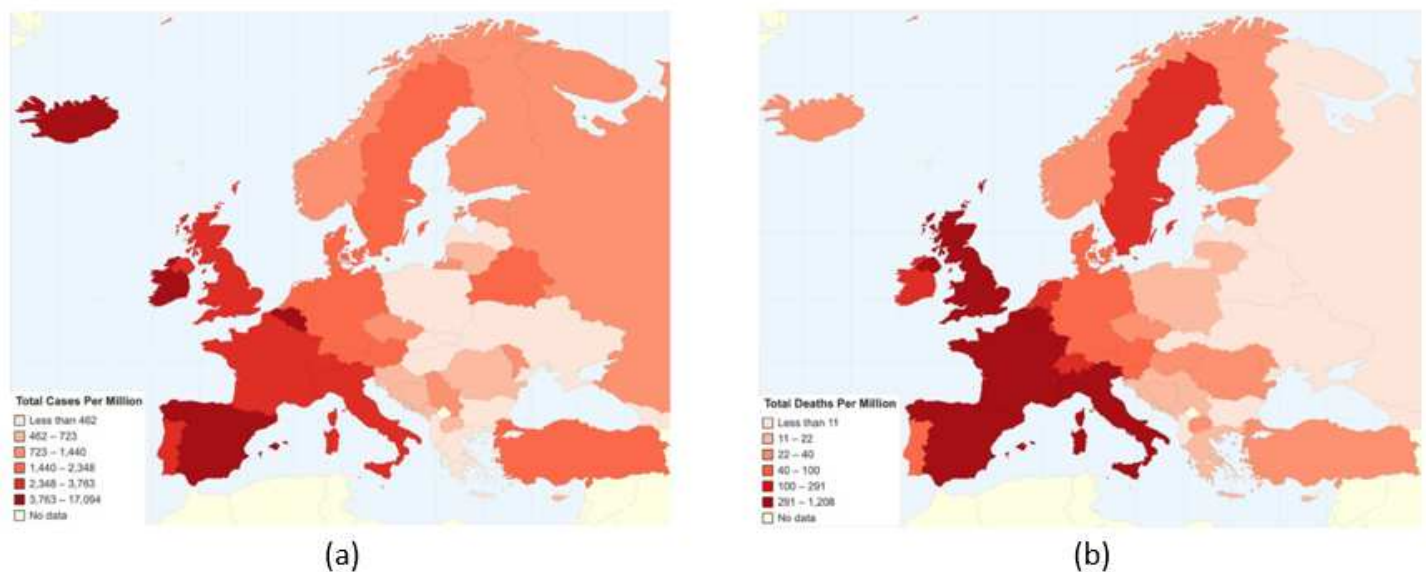 Total Cases Per Million
Less than 462
462 – 723
723 – 1,440
1,440 – 2,348
2,348 – 3,763
3,763 – 17,094
No data
(a)
Total Deaths Per Million
Less than 11
11 – 22
22 – 40
40 – 100
100 – 291
291 – 1,208
No data
(b)